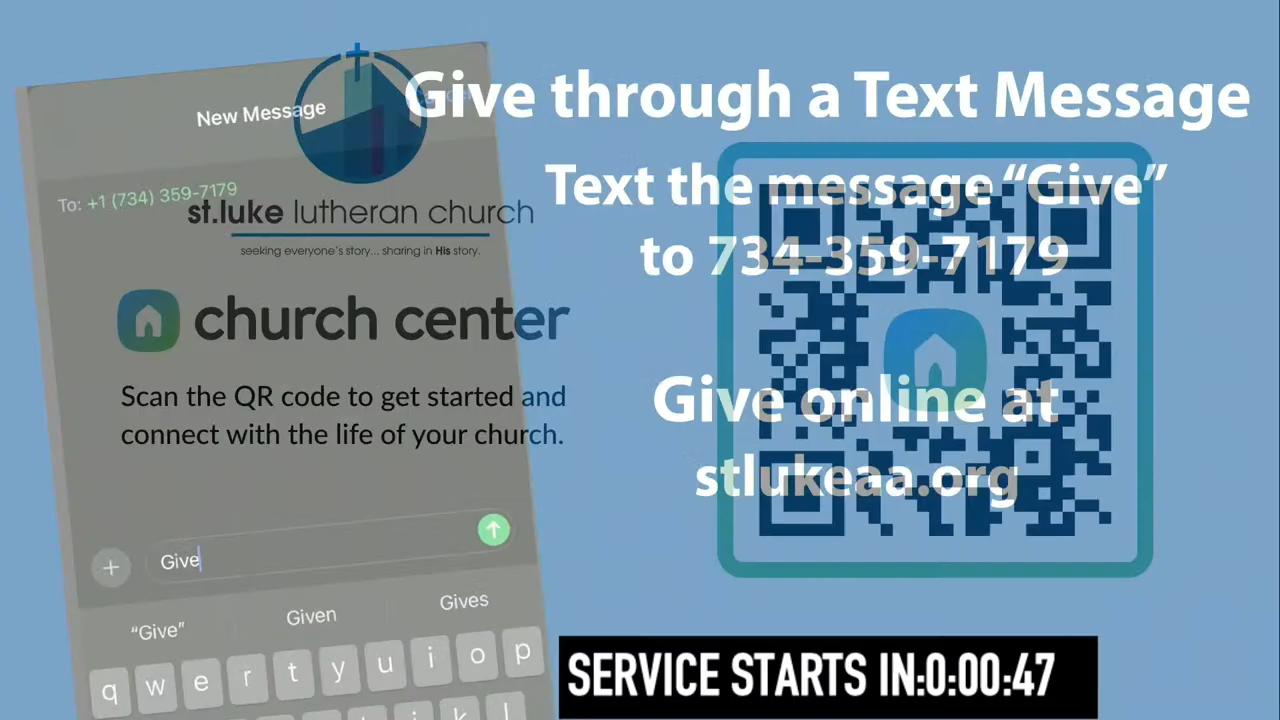 New Message
To: +1 (734) 359-7179
st.luke lutheran church
seeking everyone's story... sharing in His story.
church center
Scan the QR code to get started and
connect with the life of your church.
Give
"Give" Given Gives
q w e r t y u i o p
Give through a Text Message
Text the message “Give”
to 734-359-7179
Give online at
stlukeaa.org
SERVICE STARTS IN:0:00:47